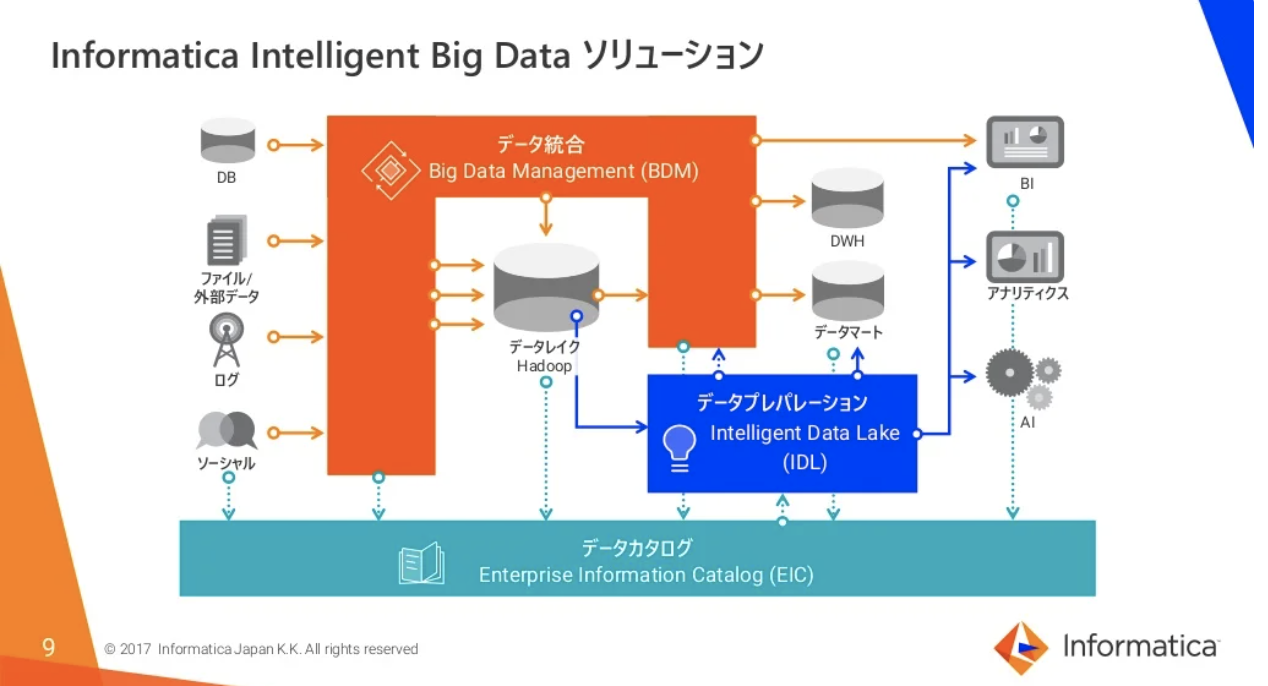 Informatica Intelligent Big Data ソリューション
DB
ファイル/
外部データ
ログ
ソーシャル
データ統合
Big Data Management (BDM)
データレイク
Hadoop
DWH
データマート
データプレパレーション
Intelligent Data Lake
(IDL)
BI
アナリティクス
AI
データカタログ
Enterprise Information Catalog (EIC)
9
© 2017 Informatica Japan K.K. All rights reserved
Informatica